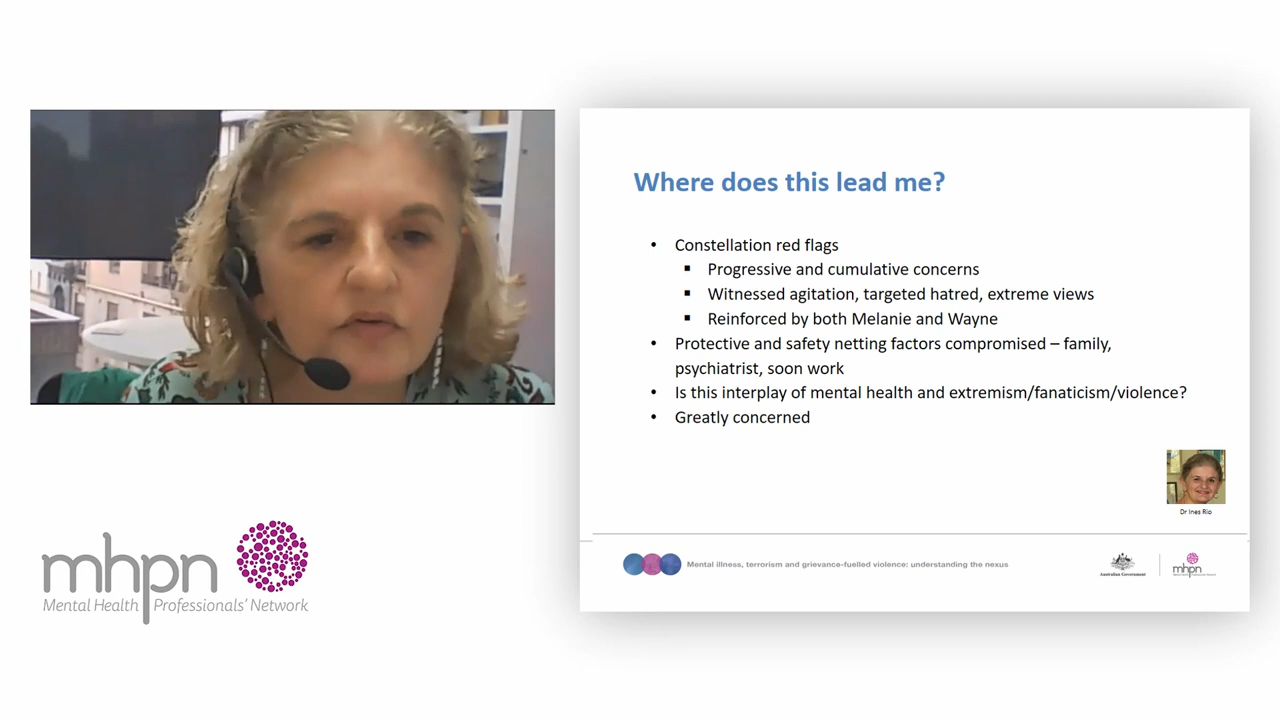 Where does this lead me?
• Constellation red flags
▪ Progressive and cumulative concerns
▪ Witnessed agitation, targeted hatred, extreme views
▪ Reinforced by both Melanie and Wayne
• Protective and safety netting factors compromised – family,
psychiatrist, soon work
• Is this interplay of mental health and extremism/fanaticism/violence?
• Greatly concerned
Dr Ines Rio
mhpn
Mental Health Professionals' Network
Mental illness, terrorism and grievance-fuelled violence: understanding the nexus
Australian Government
mhpn